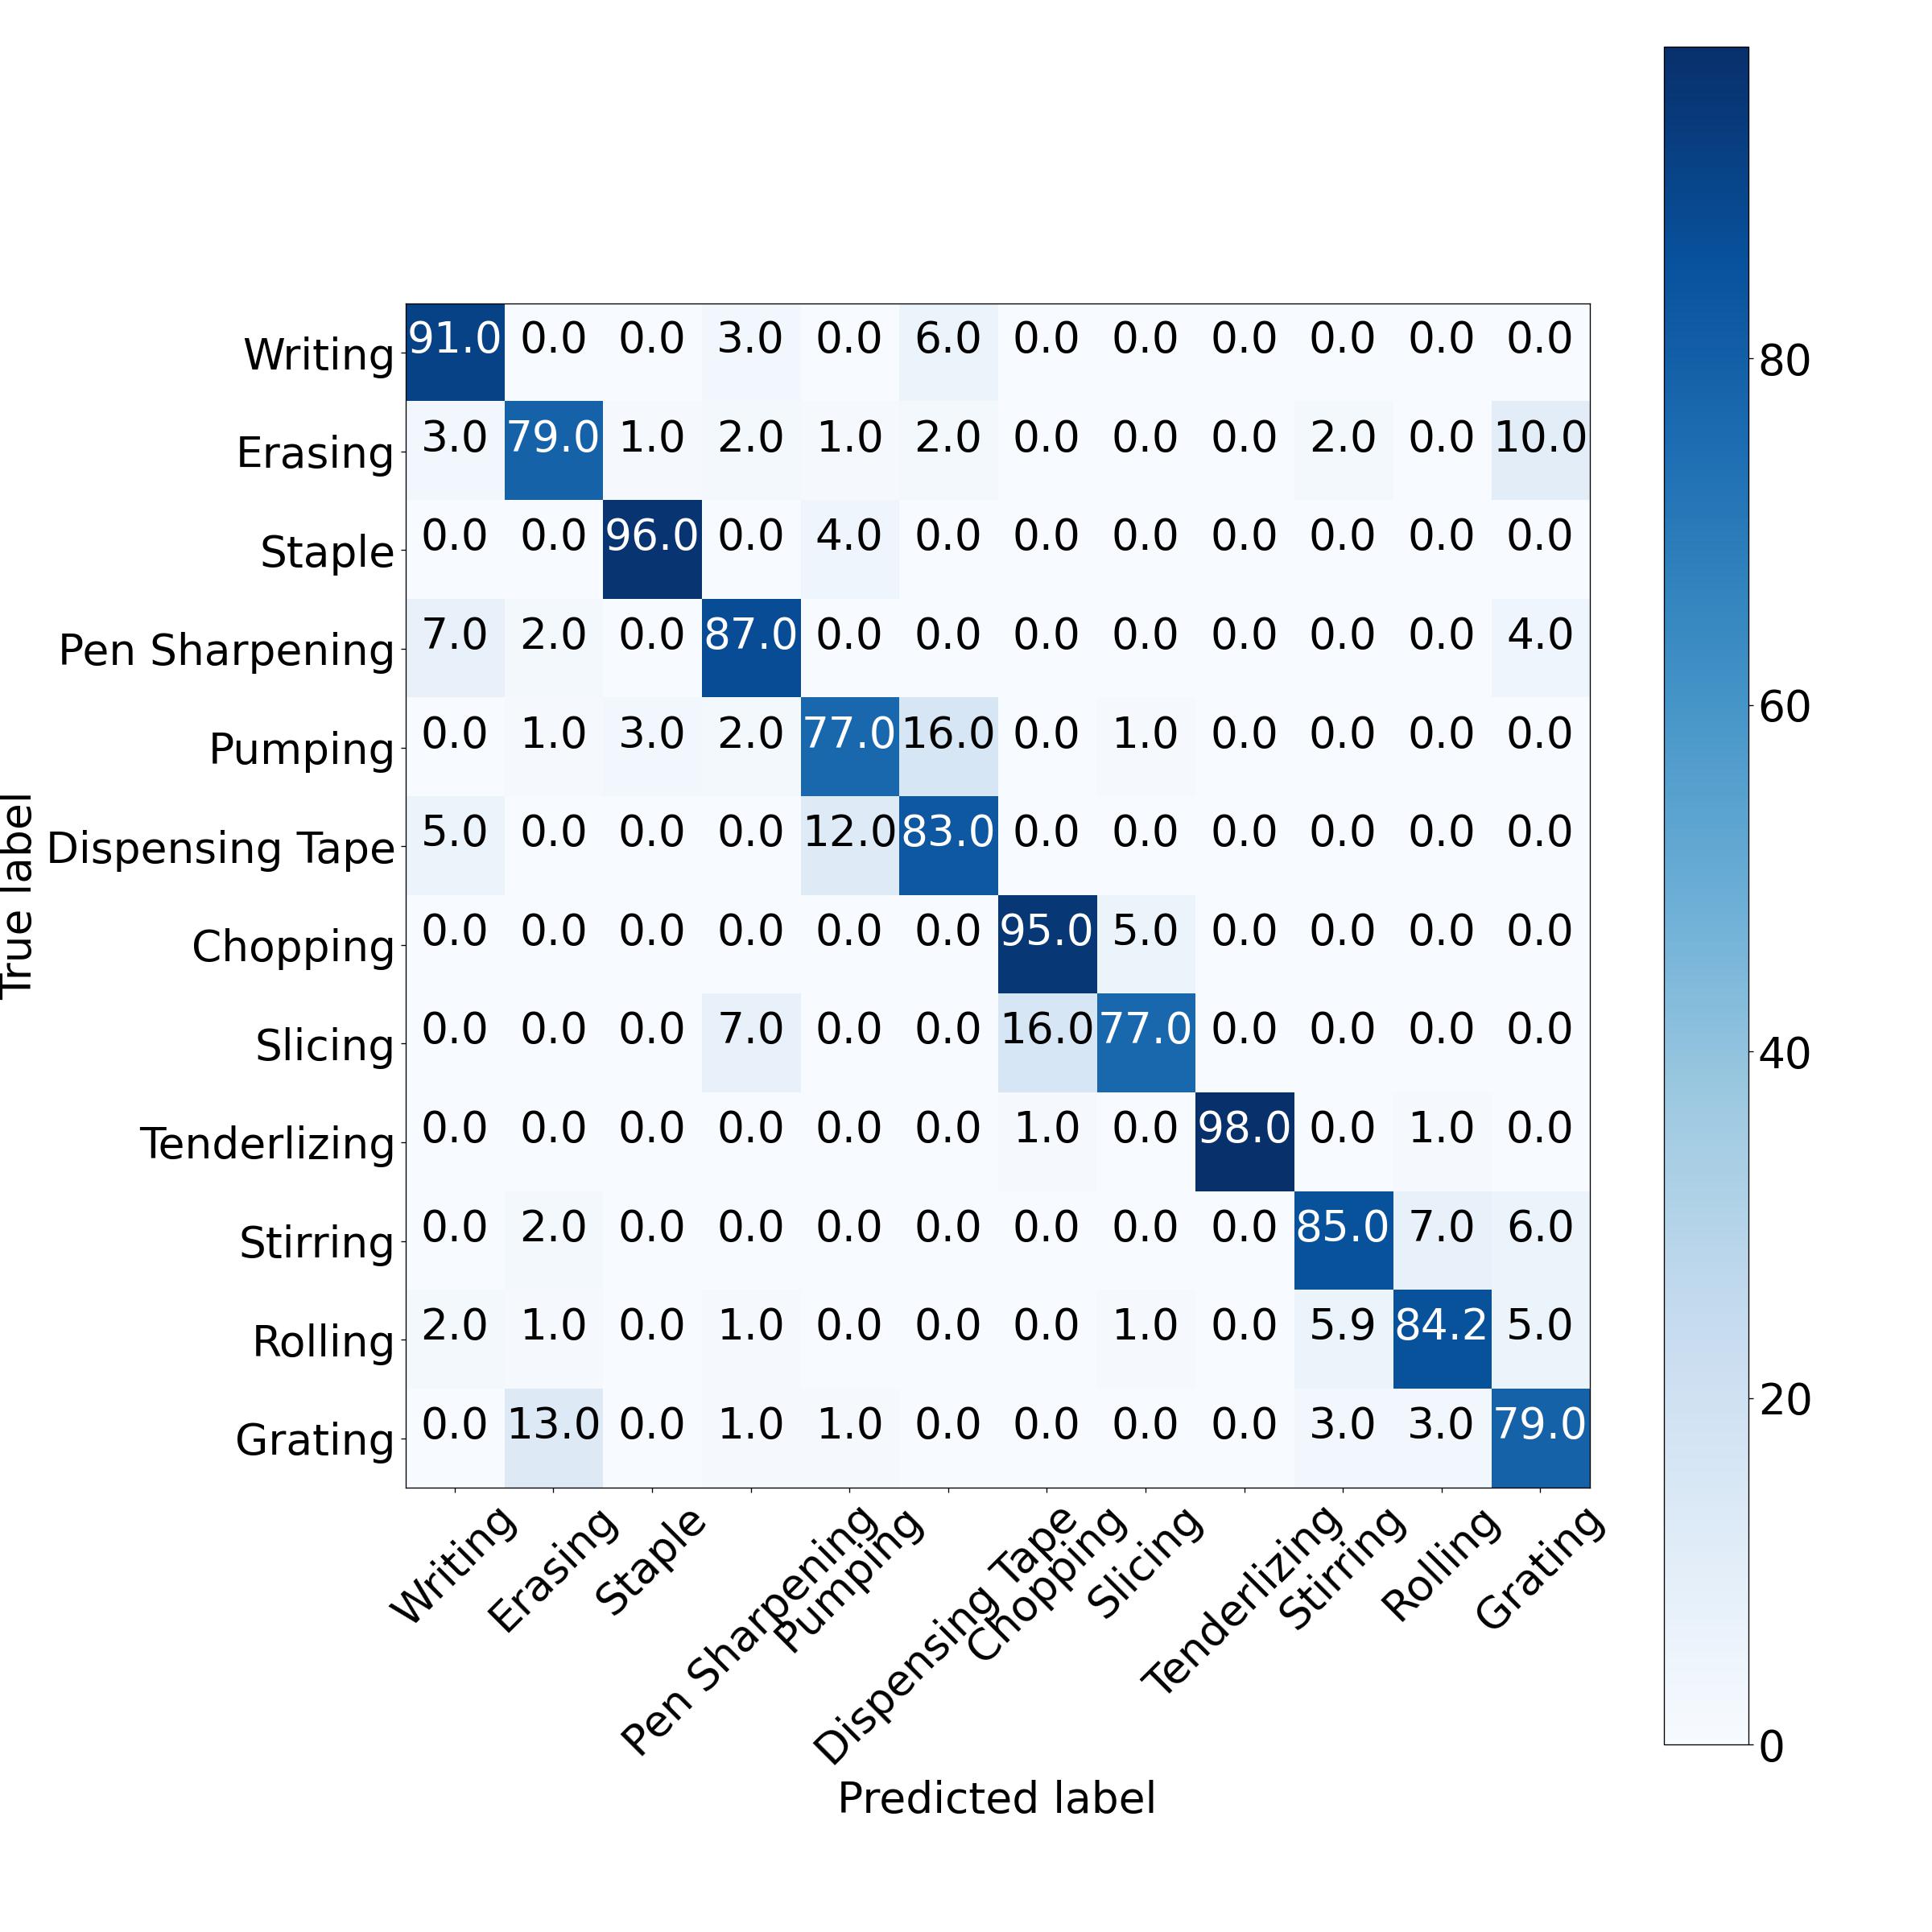 Writing 91.0 0.0 0.0 3.0 0.0 6.0 0.0 0.0 0.0 0.0 0.0 0.0
Erasing 3.0 79.0 1.0 2.0 1.0 2.0 0.0 0.0 0.0 2.0 0.0 10.0
Staple 0.0 0.0 96.0 0.0 4.0 0.0 0.0 0.0 0.0 0.0 0.0 0.0
Pen Sharpening 7.0 2.0 0.0 87.0 0.0 0.0 0.0 0.0 0.0 0.0 0.0 4.0
Pumping 0.0 1.0 3.0 2.0 77.0 16.0 0.0 1.0 0.0 0.0 0.0 0.0
Dispensing Tape 5.0 0.0 0.0 0.0 12.0 83.0 0.0 0.0 0.0 0.0 0.0 0.0
Chopping 0.0 0.0 0.0 0.0 0.0 0.0 95.0 5.0 0.0 0.0 0.0 0.0
Slicing 0.0 0.0 0.0 7.0 0.0 0.0 16.0 77.0 0.0 0.0 0.0 0.0
Tenderlizing 0.0 0.0 0.0 0.0 0.0 0.0 1.0 0.0 98.0 0.0 1.0 0.0
Stirring 0.0 2.0 0.0 0.0 0.0 0.0 0.0 0.0 0.0 85.0 7.0 6.0
Rolling 2.0 1.0 0.0 1.0 0.0 0.0 0.0 1.0 0.0 5.9 84.2 5.0
Grating 0.0 13.0 0.0 1.0 1.0 0.0 0.0 0.0 0.0 3.0 3.0 79.0
True label
Writing
Erasing
Staple
Pen Sharpening
Pumping
Dispensing Tape
Chopping
Slicing
Tenderlizing
Stirring
Rolling
Grating
Predicted label
80
60
40
20
0